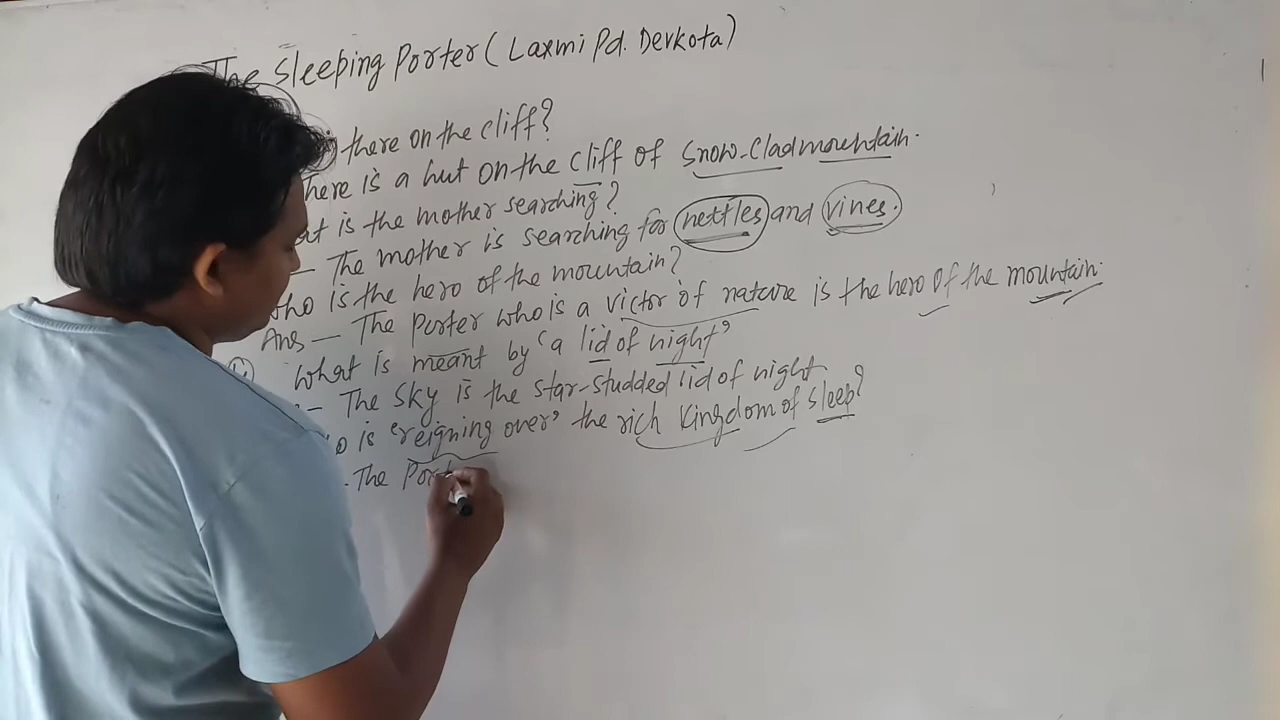 The Sleeping Porter (Laxmi Pd. Devkota)
there on the cliff?
There is a hut on the cliff of snow-clad mountain.
is the mother searching?
— The mother is searching for nettles and vines.
who is the hero of the mountain?
Ans — The porter who is a victor of nature is the hero of the mountain.
What is meant by 'a lid of night'
— The sky is the star-studded lid of night.
is 'reigning over' the rich kingdom of sleep?
The Port